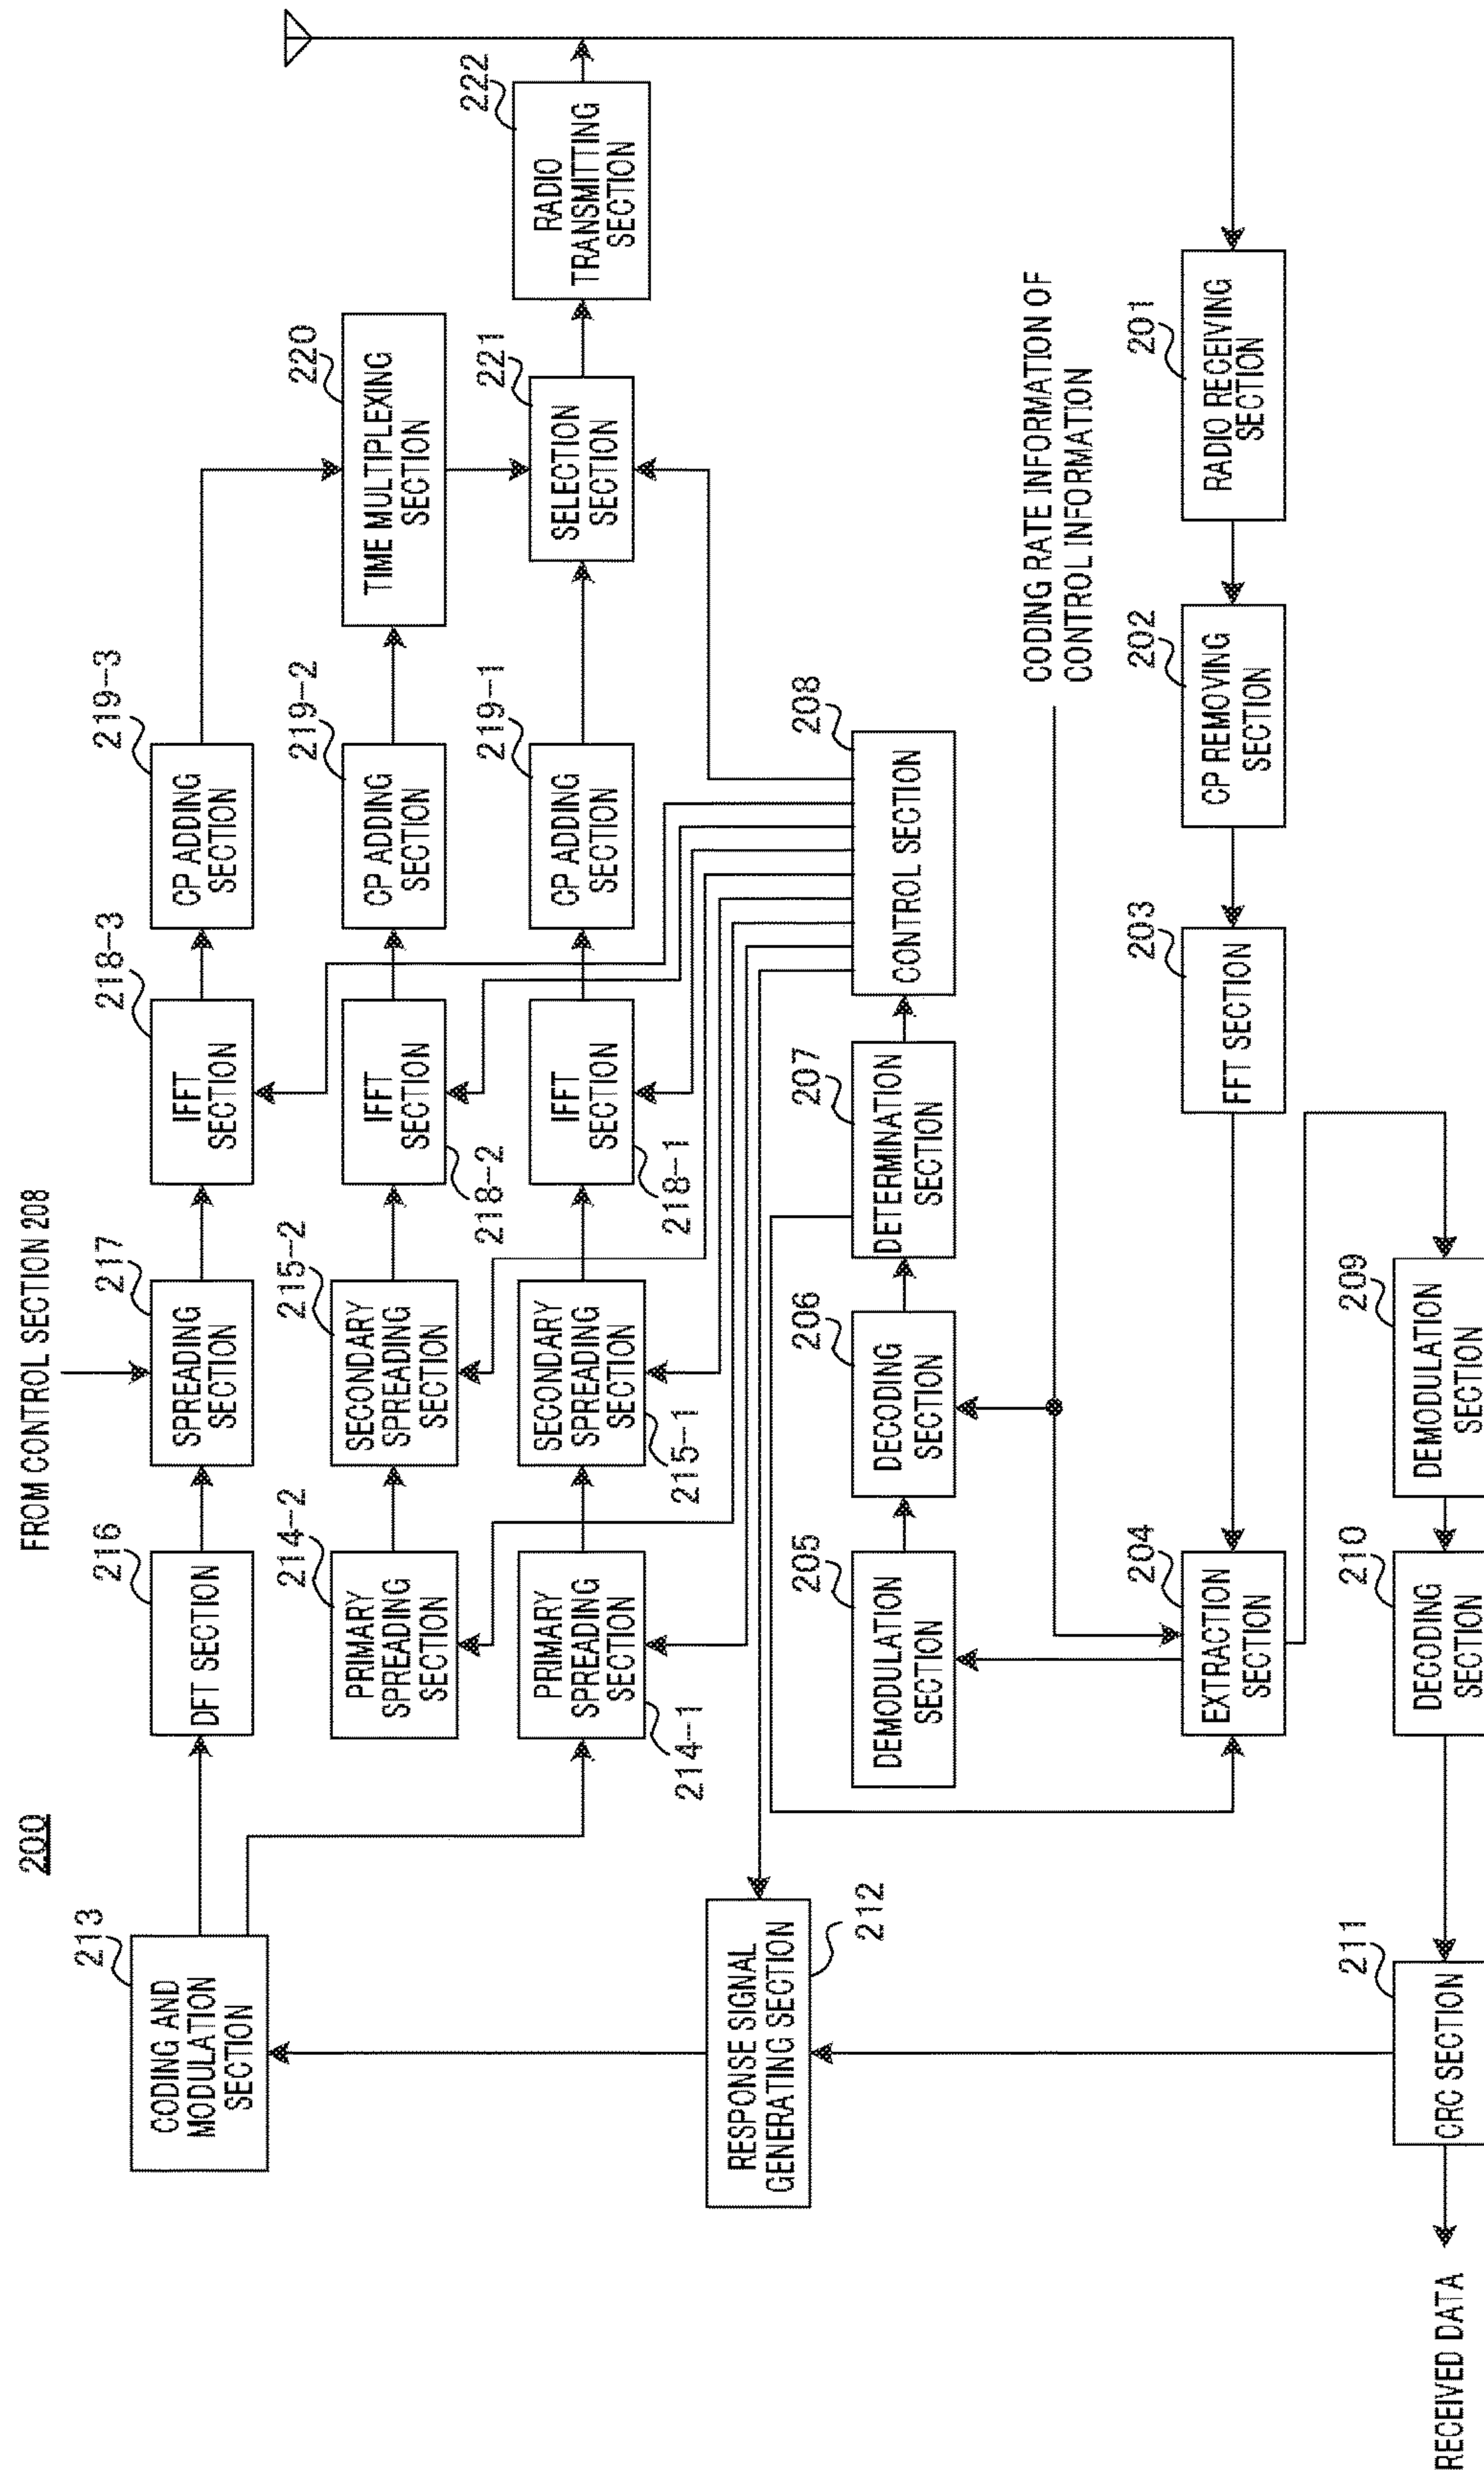 200
FROM CONTROL SECTION 208
213
CODING AND
MODULATION
SECTION
216
DFT SECTION
217
SPREADING
SECTION
218-3
IFFT
SECTION
219-3
CP ADDING
SECTION
214-2
PRIMARY
SPREADING
SECTION
215-2
SECONDARY
SPREADING
SECTION
IFFT
SECTION
218-2
219-2
CP ADDING
SECTION
220
TIME MULTIPLEXING
SECTION
222
RADIO
TRANSMITTING
SECTION
PRIMARY
SPREADING
SECTION
214-1
SECONDARY
SPREADING
SECTION
215-1
IFFT
SECTION
218-1
219-1
CP ADDING
SECTION
221
SELECTION
SECTION
RESPONSE SIGNAL
GENERATING SECTION
212
205
DEMODULATION
SECTION
206
DECODING
SECTION
207
DETERMINATION
SECTION
208
CONTROL SECTION
CODING RATE INFORMATION OF
CONTROL INFORMATION
204
EXTRACTION
SECTION
203
FFT SECTION
202
CP REMOVING
SECTION
201
RADIO RECEIVING
SECTION
RECEIVED DATA
211
CRC SECTION
210
DECODING
SECTION
209
DEMODULATION
SECTION